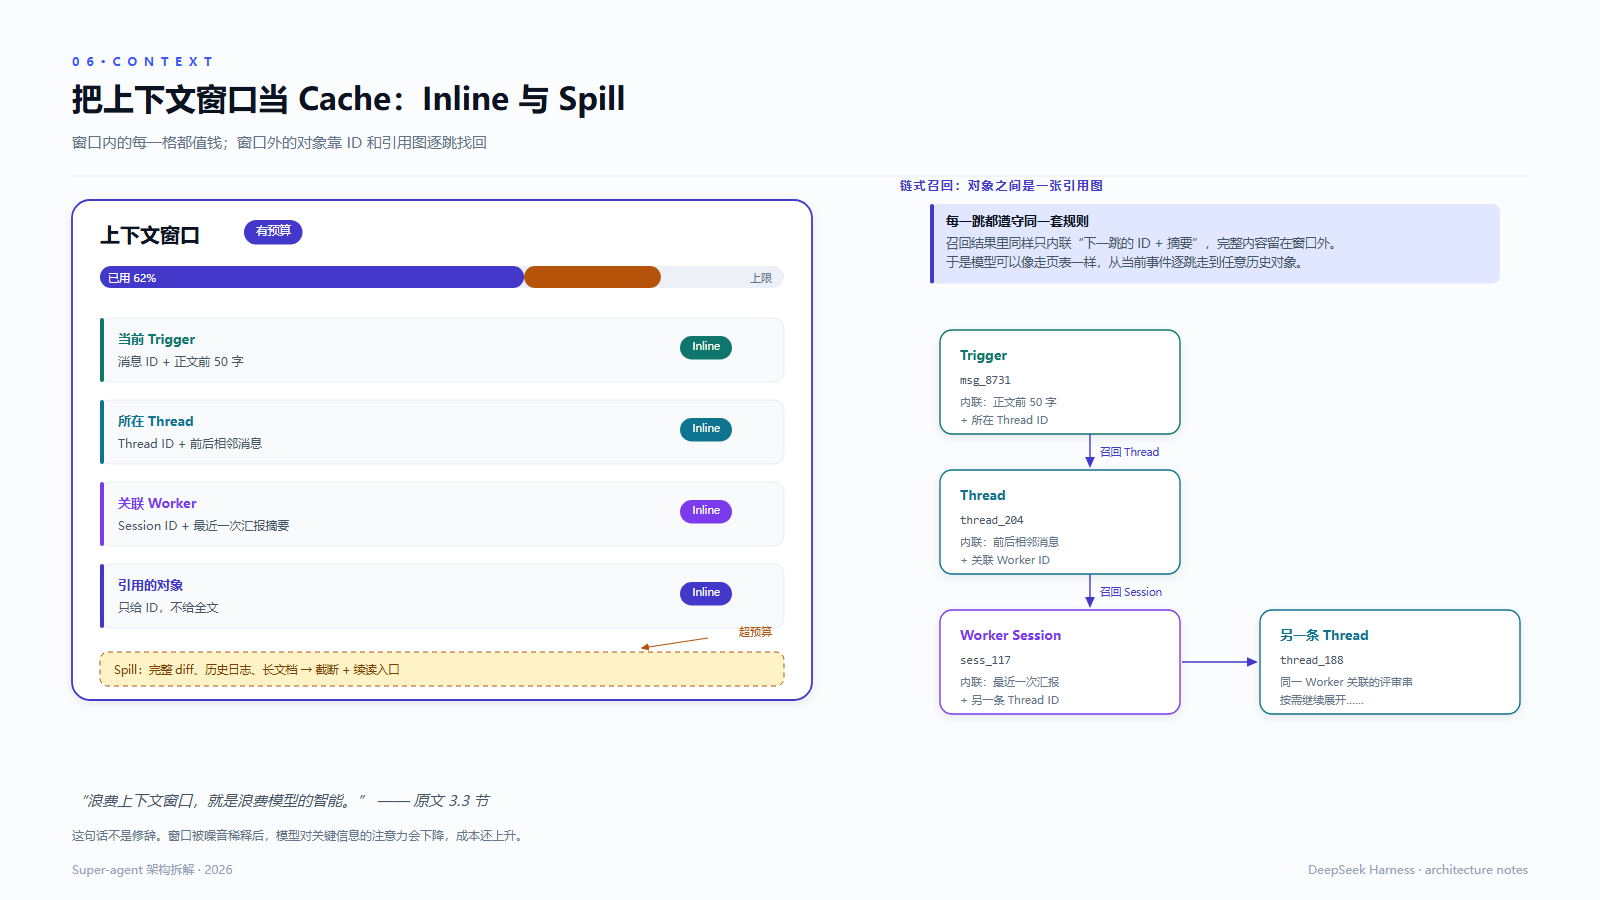 06·CONTEXT
把上下文窗口当 Cache：Inline 与 Spill
窗口内的每一格都值钱；窗口外的对象靠 ID 和引用图逐跳找回
上下文窗口
有预算
已用 62%
上限
当前 Trigger
消息 ID + 正文前 50 字
Inline
所在 Thread
Thread ID + 前后相邻消息
Inline
关联 Worker
Session ID + 最近一次汇报摘要
Inline
引用的对象
只给 ID，不给全文
Inline
超预算
Spill：完整 diff、历史日志、长文档 → 截断 + 续读入口
链式召回：对象之间是一张引用图
每一跳都遵守同一套规则
召回结果里同样只内联“下一跳的 ID + 摘要”，完整内容留在窗口外。
于是模型可以像走页表一样，从当前事件逐跳走到任意历史对象。
Trigger
msg_8731
内联：正文前 50 字
+ 所在 Thread ID
召回 Thread
Thread
thread_204
内联：前后相邻消息
+ 关联 Worker ID
召回 Session
Worker Session
sess_117
内联：最近一次汇报
+ 另一条 Thread ID
另一条 Thread
thread_188
同一 Worker 关联的评审串
按需继续展开……
“浪费上下文窗口，就是浪费模型的智能。” —— 原文 3.3 节
这句话不是修辞。窗口被噪音稀释后，模型对关键信息的注意力会下降，成本还上升。
Super-agent 架构拆解 · 2026
DeepSeek Harness · architecture notes